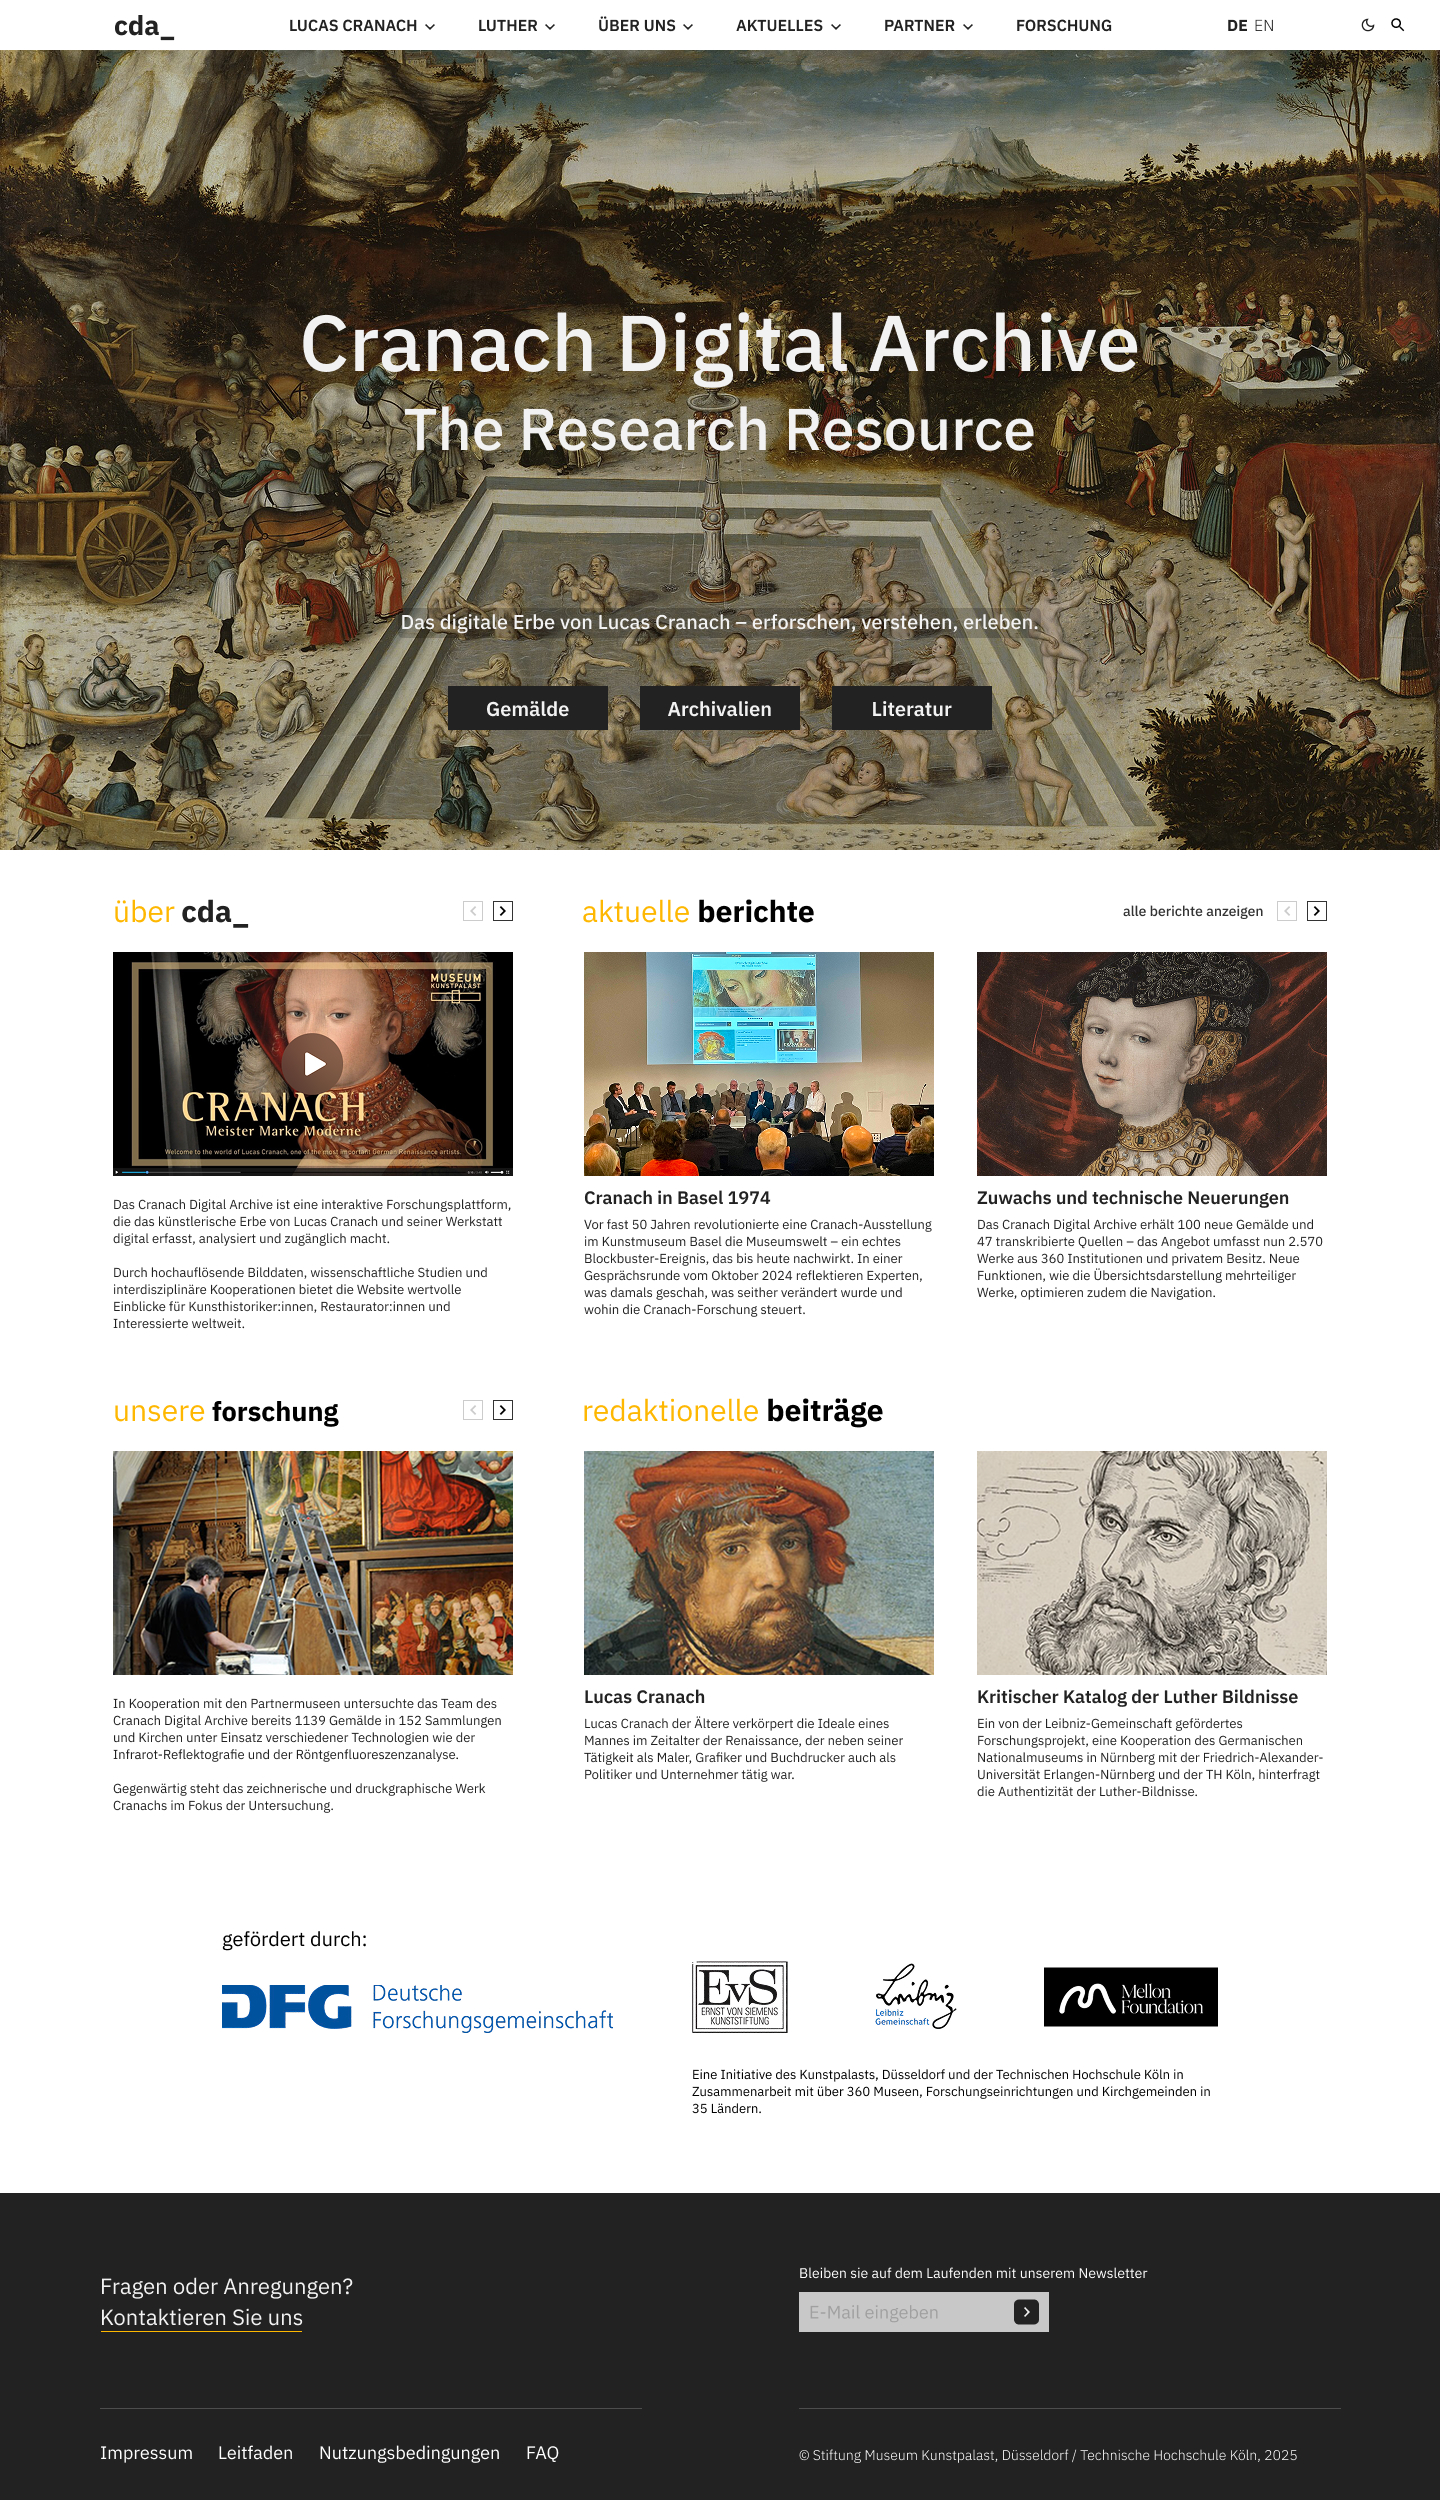 cda_
LUCAS CRANACH
LUTHER
ÜBER UNS
AKTUELLES
PARTNER
FORSCHUNG
DE EN
Cranach Digital Archive
The Research Resource
Das digitale Erbe von Lucas Cranach – erforschen, verstehen, erleben.
Gemälde
Archivalien
Literatur
über cda_
MUSEUM
KUNSTPALAST
CRANACH
Meister Marke Moderne
Welcome to the world of Lucas Cranach, one of the most important German Renaissance artists.
Das Cranach Digital Archive ist eine interaktive Forschungsplattform,
die das künstlerische Erbe von Lucas Cranach und seiner Werkstatt
digital erfasst, analysiert und zugänglich macht.
Durch hochauflösende Bilddaten, wissenschaftliche Studien und
interdisziplinäre Kooperationen bietet die Website wertvolle
Einblicke für Kunsthistoriker:innen, Restaurator:innen und
Interessierte weltweit.
aktuelle berichte
alle berichte anzeigen
Cranach in Basel 1974
Vor fast 50 Jahren revolutionierte eine Cranach-Ausstellung
im Kunstmuseum Basel die Museumswelt – ein echtes
Blockbuster-Ereignis, das bis heute nachwirkt. In einer
Gesprächsrunde vom Oktober 2024 reflektieren Experten,
was damals geschah, was seither verändert wurde und
wohin die Cranach-Forschung steuert.
Zuwachs und technische Neuerungen
Das Cranach Digital Archive erhält 100 neue Gemälde und
47 transkribierte Quellen – das Angebot umfasst nun 2.570
Werke aus 360 Institutionen und privatem Besitz. Neue
Funktionen, wie die Übersichtsdarstellung mehrteiliger
Werke, optimieren zudem die Navigation.
unsere forschung
In Kooperation mit den Partnermuseen untersuchte das Team des
Cranach Digital Archive bereits 1139 Gemälde in 152 Sammlungen
und Kirchen unter Einsatz verschiedener Technologien wie der
Infrarot-Reflektografie und der Röntgenfluoreszenzanalyse.
Gegenwärtig steht das zeichnerische und druckgraphische Werk
Cranachs im Fokus der Untersuchung.
redaktionelle beiträge
Lucas Cranach
Lucas Cranach der Ältere verkörpert die Ideale eines
Mannes im Zeitalter der Renaissance, der neben seiner
Tätigkeit als Maler, Grafiker und Buchdrucker auch als
Politiker und Unternehmer tätig war.
Kritischer Katalog der Luther Bildnisse
Ein von der Leibniz-Gemeinschaft gefördertes
Forschungsprojekt, eine Kooperation des Germanischen
Nationalmuseums in Nürnberg mit der Friedrich-Alexander-
Universität Erlangen-Nürnberg und der TH Köln, hinterfragt
die Authentizität der Luther-Bildnisse.
gefördert durch:
DFG
Deutsche
Forschungsgemeinschaft
EvS
ERNST VON SIEMENS
KUNSTSTIFTUNG
Leibniz
Leibniz
Gemeinschaft
Mellon
Foundation
Eine Initiative des Kunstpalasts, Düsseldorf und der Technischen Hochschule Köln in
Zusammenarbeit mit über 360 Museen, Forschungseinrichtungen und Kirchgemeinden in
35 Ländern.
Fragen oder Anregungen?
Kontaktieren Sie uns
Bleiben sie auf dem Laufenden mit unserem Newsletter
E-Mail eingeben
Impressum
Leitfaden
Nutzungsbedingungen
FAQ
© Stiftung Museum Kunstpalast, Düsseldorf / Technische Hochschule Köln, 2025